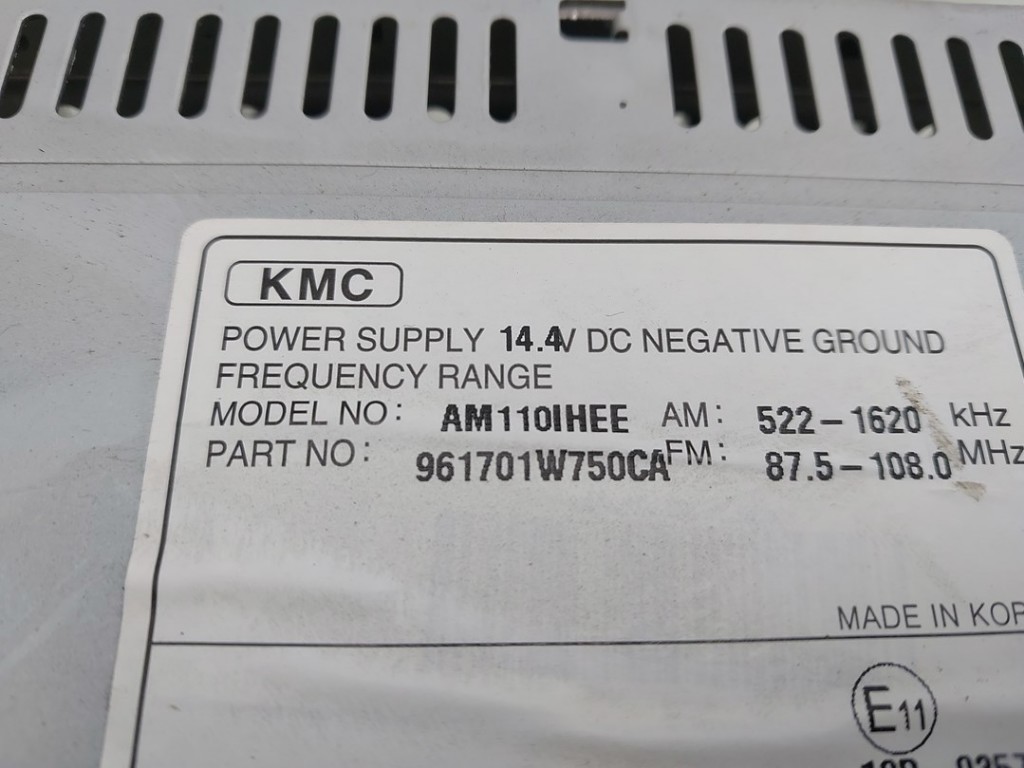 KMC
POWER SUPPLY 14.4V DC NEGATIVE GROUND
FREQUENCY RANGE
MODEL NO: AM110IHEE AM: 522-1620 kHz
PART NO: 961701W750CA FM: 87.5-108.0 MHz
MADE IN KOR
E11